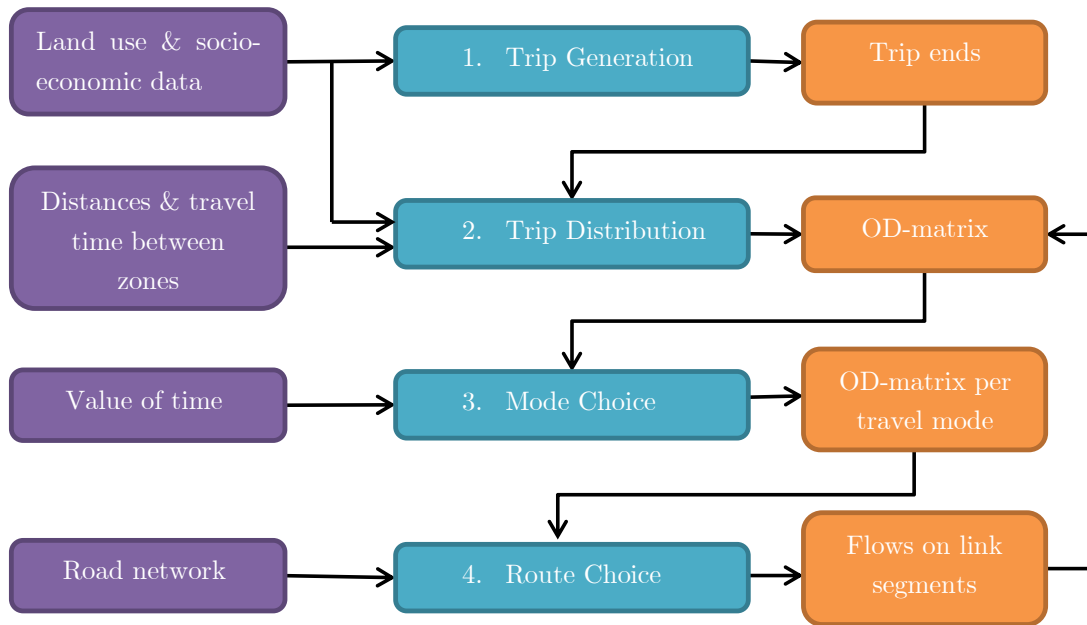 Land use & socio-
economic data
1. Trip Generation
Trip ends
Distances & travel
time between
zones
2. Trip Distribution
OD-matrix
Value of time
3. Mode Choice
OD-matrix per
travel mode
Road network
4. Route Choice
Flows on link
segments